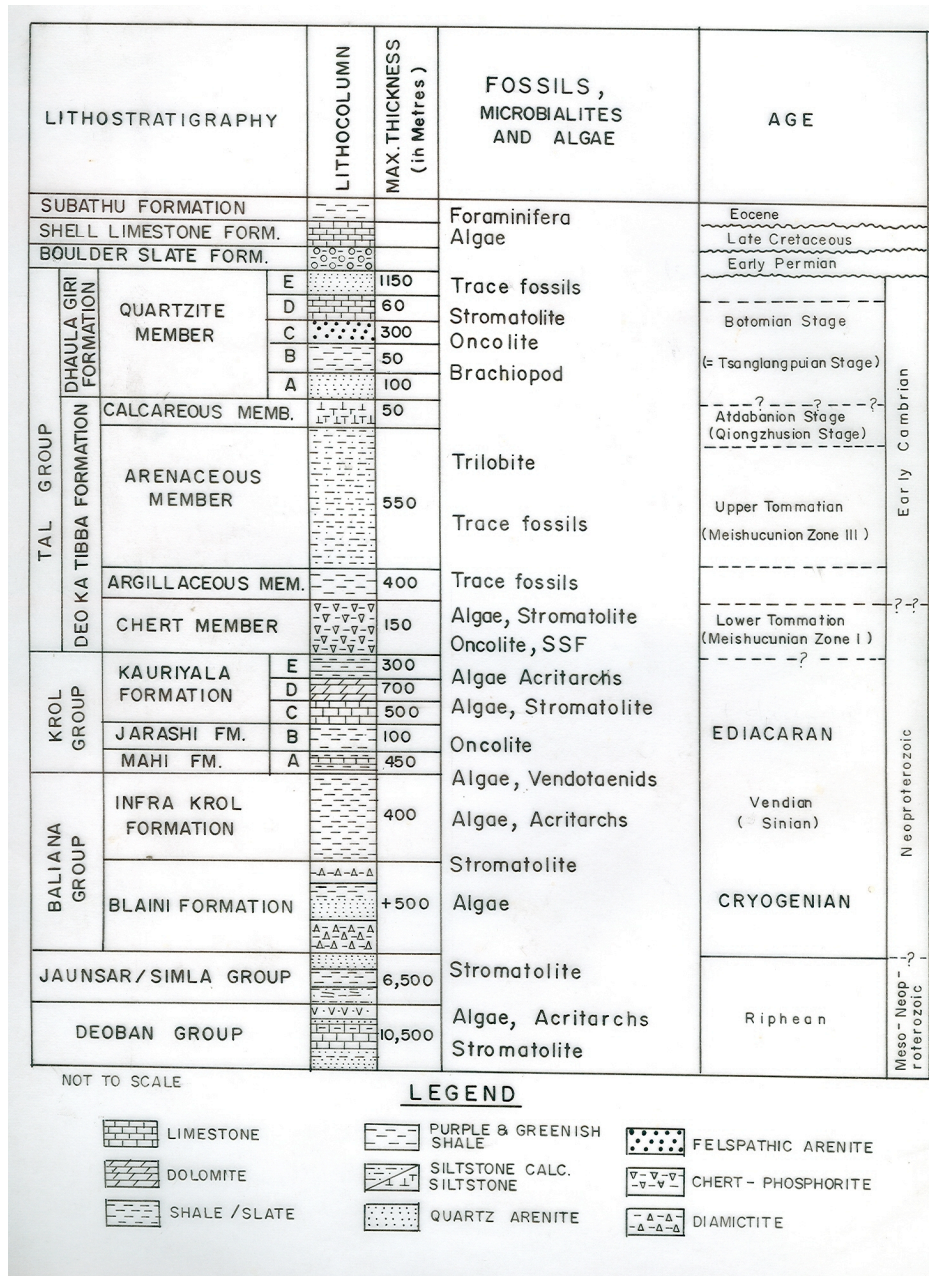 LITHOSTRATIGRAPHY
LITHOCOLUMN
MAX. THICKNESS
(in Metres)
FOSSILS,
MICROBIALITES
AND ALGAE
AGE
SUBATHU FORMATION
SHELL LIMESTONE FORM.
BOULDER SLATE FORM.
Foraminifera
Algae
Eocene
Late Cretaceous
Early Permian
TAL GROUP
DHAULA GIRI
FORMATION
QUARTZITE
MEMBER
E 1150
D 60
C 300
B 50
A 100
Trace fossils
Stromatolite
Oncolite
Brachiopod
Botomian Stage
(= Tsanglangpuian Stage)
DEO KA TIBBA FORMATION
CALCAREOUS MEMB. 50
ARENACEOUS
MEMBER
550
ARGILLACEOUS MEM. 400
CHERT MEMBER 150
Trilobite
Trace fossils
Trace fossils
Algae, Stromatolite
Oncolite, SSF
---?---?---?-
Atdabanion Stage
(Qiongzhusion Stage)
Upper Tommation
(Meishucunion Zone III)
Lower Tommation
(Meishucunian Zone I)
---?---
Early Cambrian
-?-?-
KROL
GROUP
KAURIYALA
FORMATION
E 300
D 700
C 500
JARASHI FM. B 100
MAHI FM. A 450
Algae Acritarchs
Algae, Stromatolite
Oncolite
Algae, Vendotaenids
EDIACARAN
Vendian
( Sinian)
Neoproterozoic
BALIANA
GROUP
INFRA KROL
FORMATION
400
BLAINI FORMATION +500
Algae, Acritarchs
Stromatolite
Algae
CRYOGENIAN
-?
JAUNSAR/SIMLA GROUP 6,500
Stromatolite
DEOBAN GROUP 10,500
Algae, Acritarchs
Stromatolite
Riphean
Meso-Neop-
roterozoic
NOT TO SCALE
LEGEND
LIMESTONE
DOLOMITE
SHALE/SLATE
PURPLE & GREENISH
SHALE
SILTSTONE CALC.
SILTSTONE
QUARTZ ARENITE
FELSPATHIC ARENITE
CHERT-PHOSPHORITE
DIAMICTITE